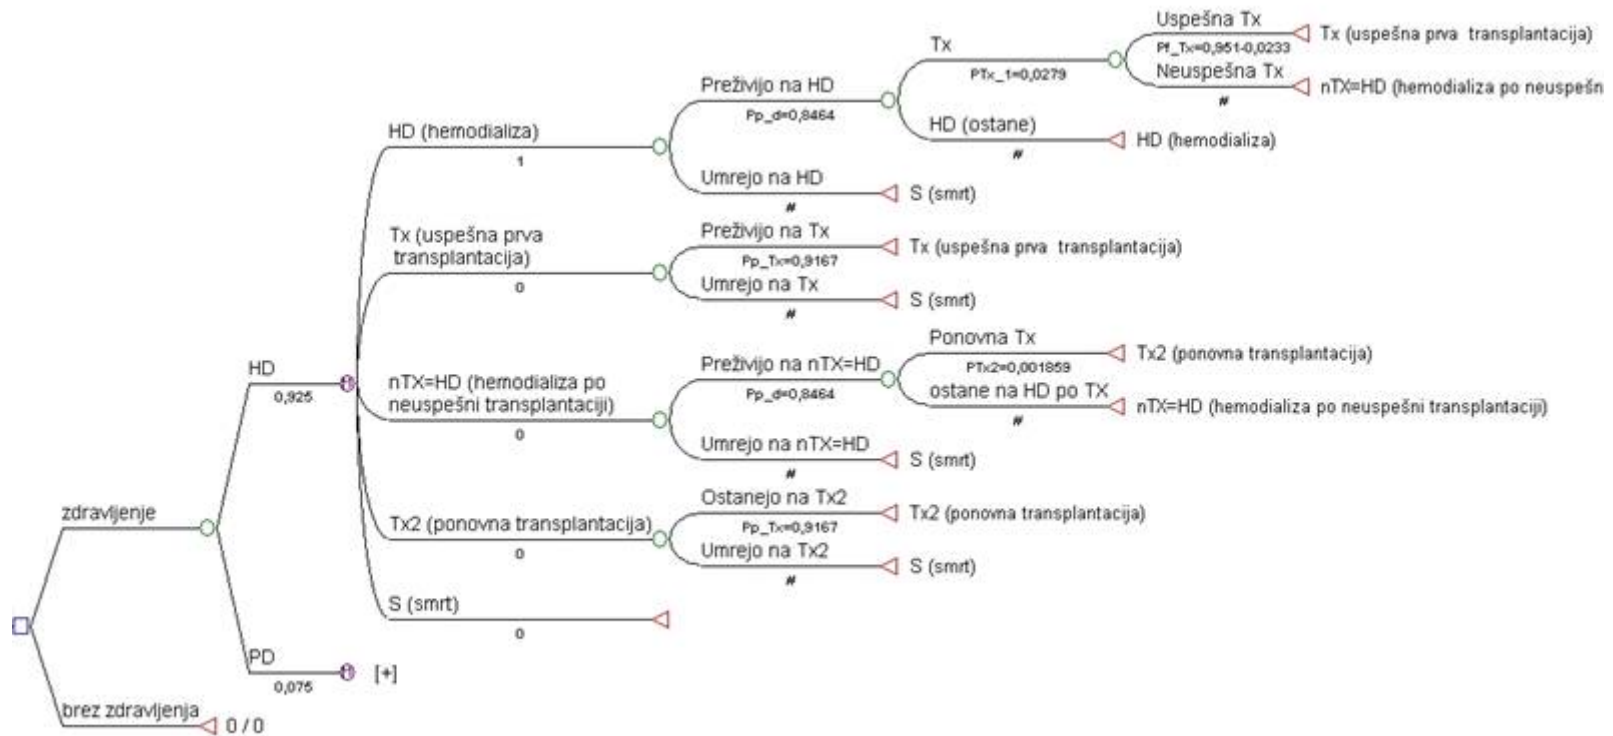 Uspešna Tx
Tx (uspešna prva transplantacija)
Pf_Tx=0,951-0,0233
Neuspešna Tx
nTX=HD (hemodializa po neuspešn
#
Tx
PTx_1=0,0279
HD (ostane)
HD (hemodializa)
#
Preživijo na HD
Pp_d=0,8464
Umrejo na HD
S (smrt)
#
HD (hemodializa)
1
Tx (uspešna prva
transplantacija)
0
Preživijo na Tx
Tx (uspešna prva transplantacija)
Pp_Tx=0,9167
Umrejo na Tx
S (smrt)
#
nTX=HD (hemodializa po
neuspešni transplantaciji)
0
Preživijo na nTX=HD
Pp_d=0,8464
Ponovna Tx
Tx2 (ponovna transplantacija)
PTx2=0,001859
ostane na HD po TX
nTX=HD (hemodializa po neuspešni transplantaciji)
#
Umrejo na nTX=HD
S (smrt)
#
Tx2 (ponovna transplantacija)
0
Ostanejo na Tx2
Tx2 (ponovna transplantacija)
Pp_Tx=0,9167
Umrejo na Tx2
S (smrt)
#
S (smrt)
0
HD
0,925
zdravljenje
PD
0,075
[+]
brez zdravljenja
0 / 0